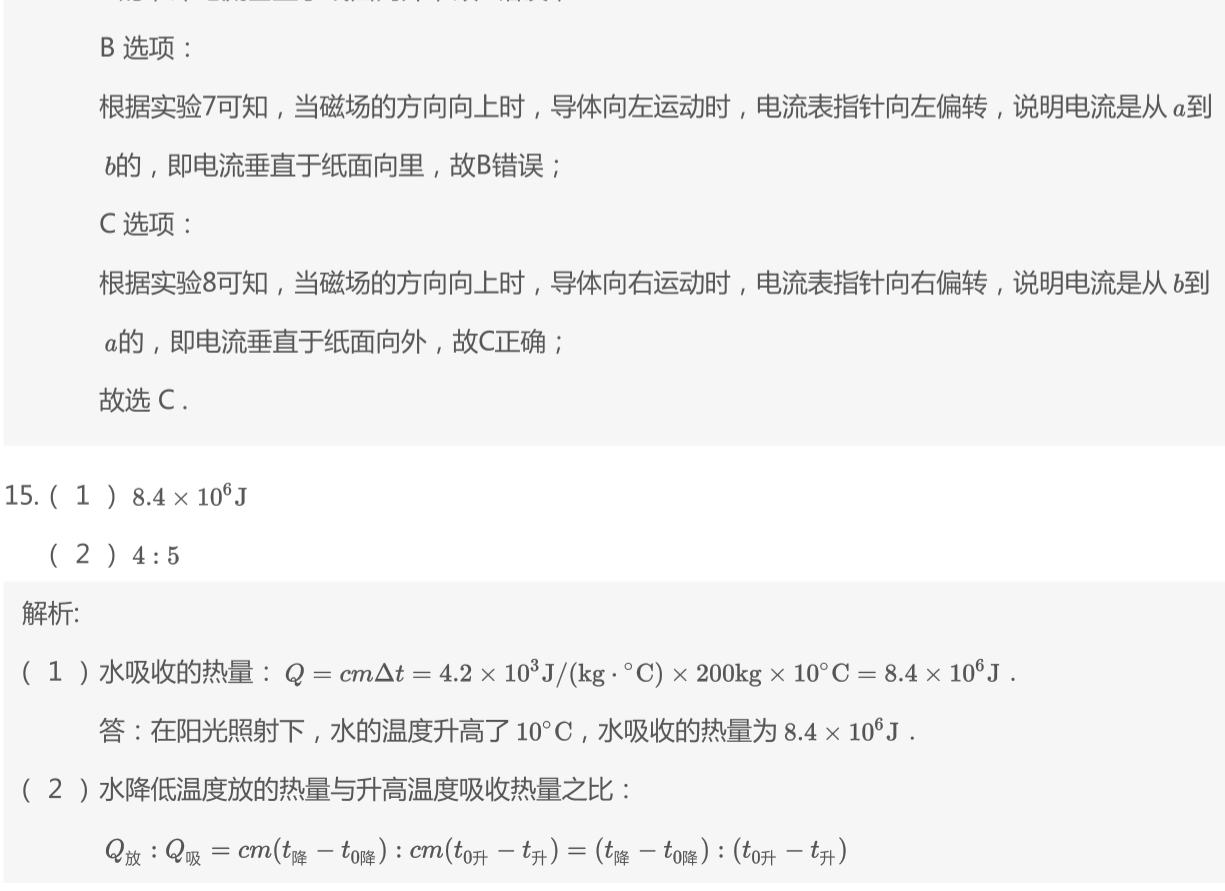 B 选项：
根据实验7可知，当磁场的方向向上时，导体向左运动时，电流表指针向左偏转，说明电流是从 a到
b的，即电流垂直于纸面向里，故B错误；
C 选项：
根据实验8可知，当磁场的方向向上时，导体向右运动时，电流表指针向右偏转，说明电流是从 b到
a的，即电流垂直于纸面向外，故C正确；
故选 C .
15.（ 1 ）8.4 × 10⁶J
（ 2 ）4 : 5
解析:
（ 1 ）水吸收的热量：Q = cmΔt = 4.2 × 10³J/(kg · °C) × 200kg × 10°C = 8.4 × 10⁶J .
答：在阳光照射下，水的温度升高了 10°C，水吸收的热量为 8.4 × 10⁶J .
（ 2 ）水降低温度放的热量与升高温度吸收热量之比：
Q放 : Q吸 = cm(t降 − t0降) : cm(t0升 − t升) = (t降 − t0降) : (t0升 − t升)